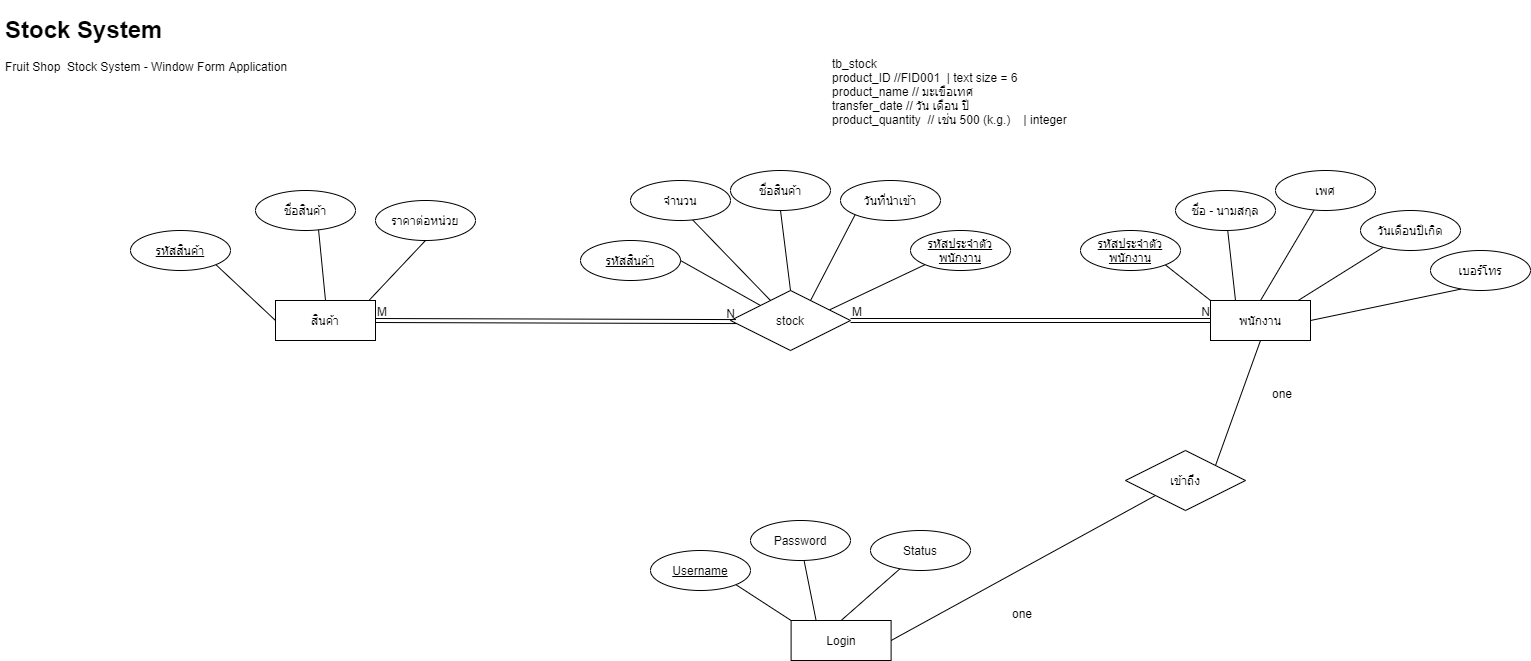 Stock System
Fruit Shop  Stock System - Window Form Application
tb_stock
product_ID //FID001  | text size = 6
product_name // มะเขือเทศ
transfer_date // วัน เดือน ปี
product_quantity  // เช่น 500 (k.g.)    | integer
รหัสสินค้า
ชื่อสินค้า
ราคาต่อหน่วย
สินค้า
M
N
รหัสสินค้า
จำนวน
ชื่อสินค้า
วันที่นำเข้า
รหัสประจำตัว
พนักงาน
stock
M
N
รหัสประจำตัว
พนักงาน
ชื่อ - นามสกุล
เพศ
วันเดือนปีเกิด
เบอร์โทร
พนักงาน
one
เข้าถึง
Username
Password
Status
Login
one